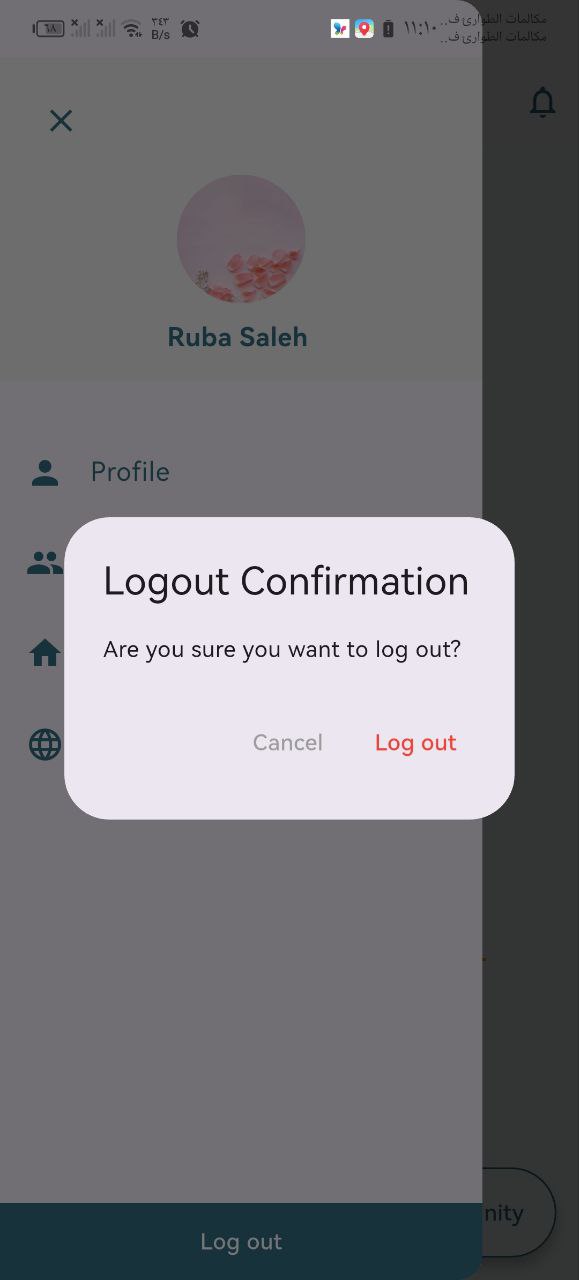 ٦٨
٣٤٣
B/s
١١:١٠
مكالمات الطوارئ ف..
مكالمات الطوارئ ف..
Ruba Saleh
Profile
Logout Confirmation
Are you sure you want to log out?
Cancel
Log out
nity
Log out